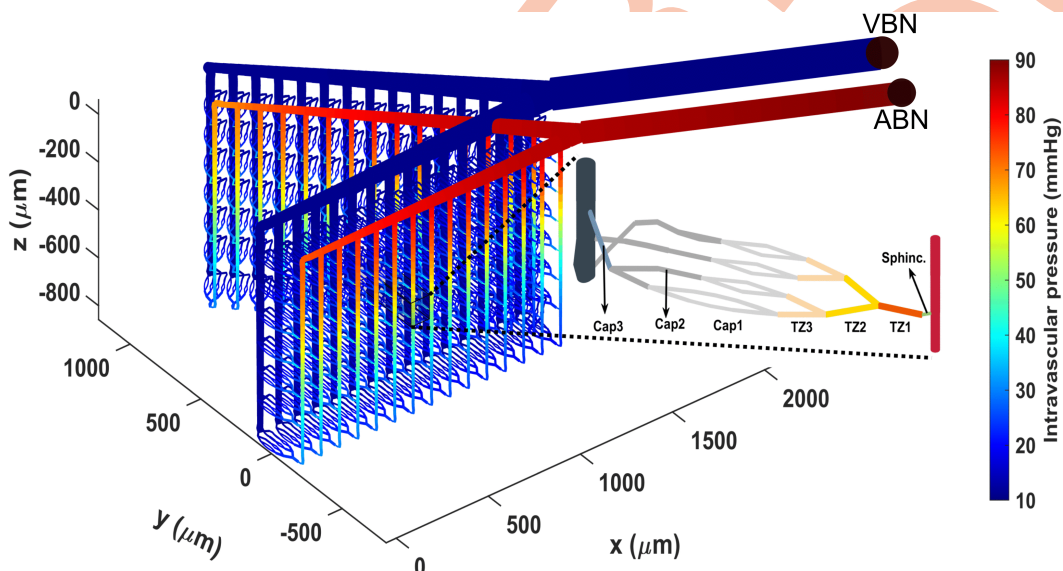 VBN
ABN
90
80
70
60
50
40
30
20
10
Intravascular pressure (mmHg)
0
-200
-400
-600
-800
z (μm)
Sphinc.
Cap3
Cap2
Cap1
TZ3
TZ2
TZ1
1000
500
0
-500
y (μm)
0
500
1000
1500
2000
x (μm)